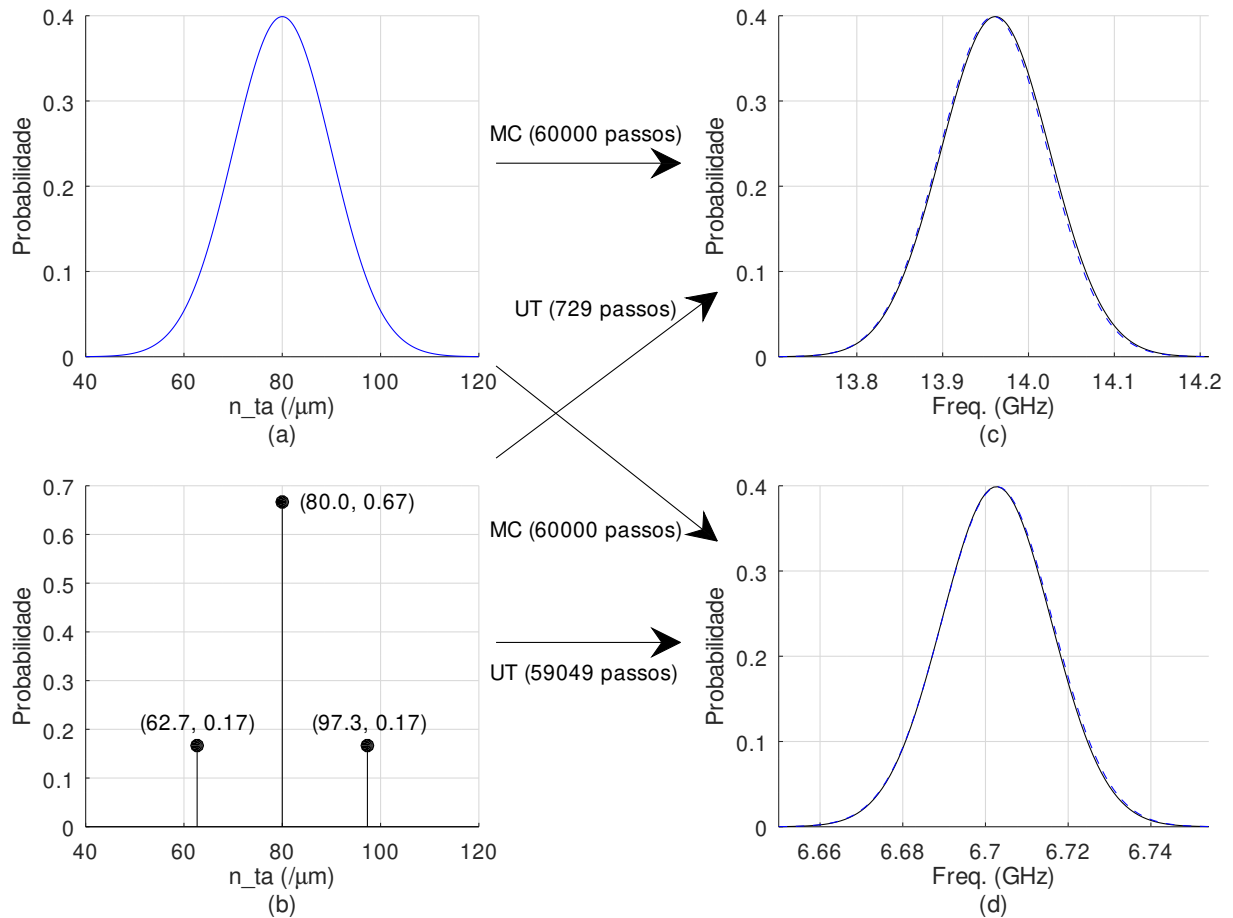 Probabilidade
0.4
0.3
0.2
0.1
0
40
60
80
100
120
n_ta (/μm)
(a)
MC (60000 passos)
UT (729 passos)
Probabilidade
0.4
0.3
0.2
0.1
0
13.8
13.9
14.0
14.1
14.2
Freq. (GHz)
(c)
Probabilidade
0.7
0.6
0.5
0.4
0.3
0.2
0.1
0
(80.0, 0.67)
(62.7, 0.17)
(97.3, 0.17)
40
60
80
100
120
n_ta (/μm)
(b)
MC (60000 passos)
UT (59049 passos)
Probabilidade
0.4
0.3
0.2
0.1
0
6.66
6.68
6.7
6.72
6.74
Freq. (GHz)
(d)